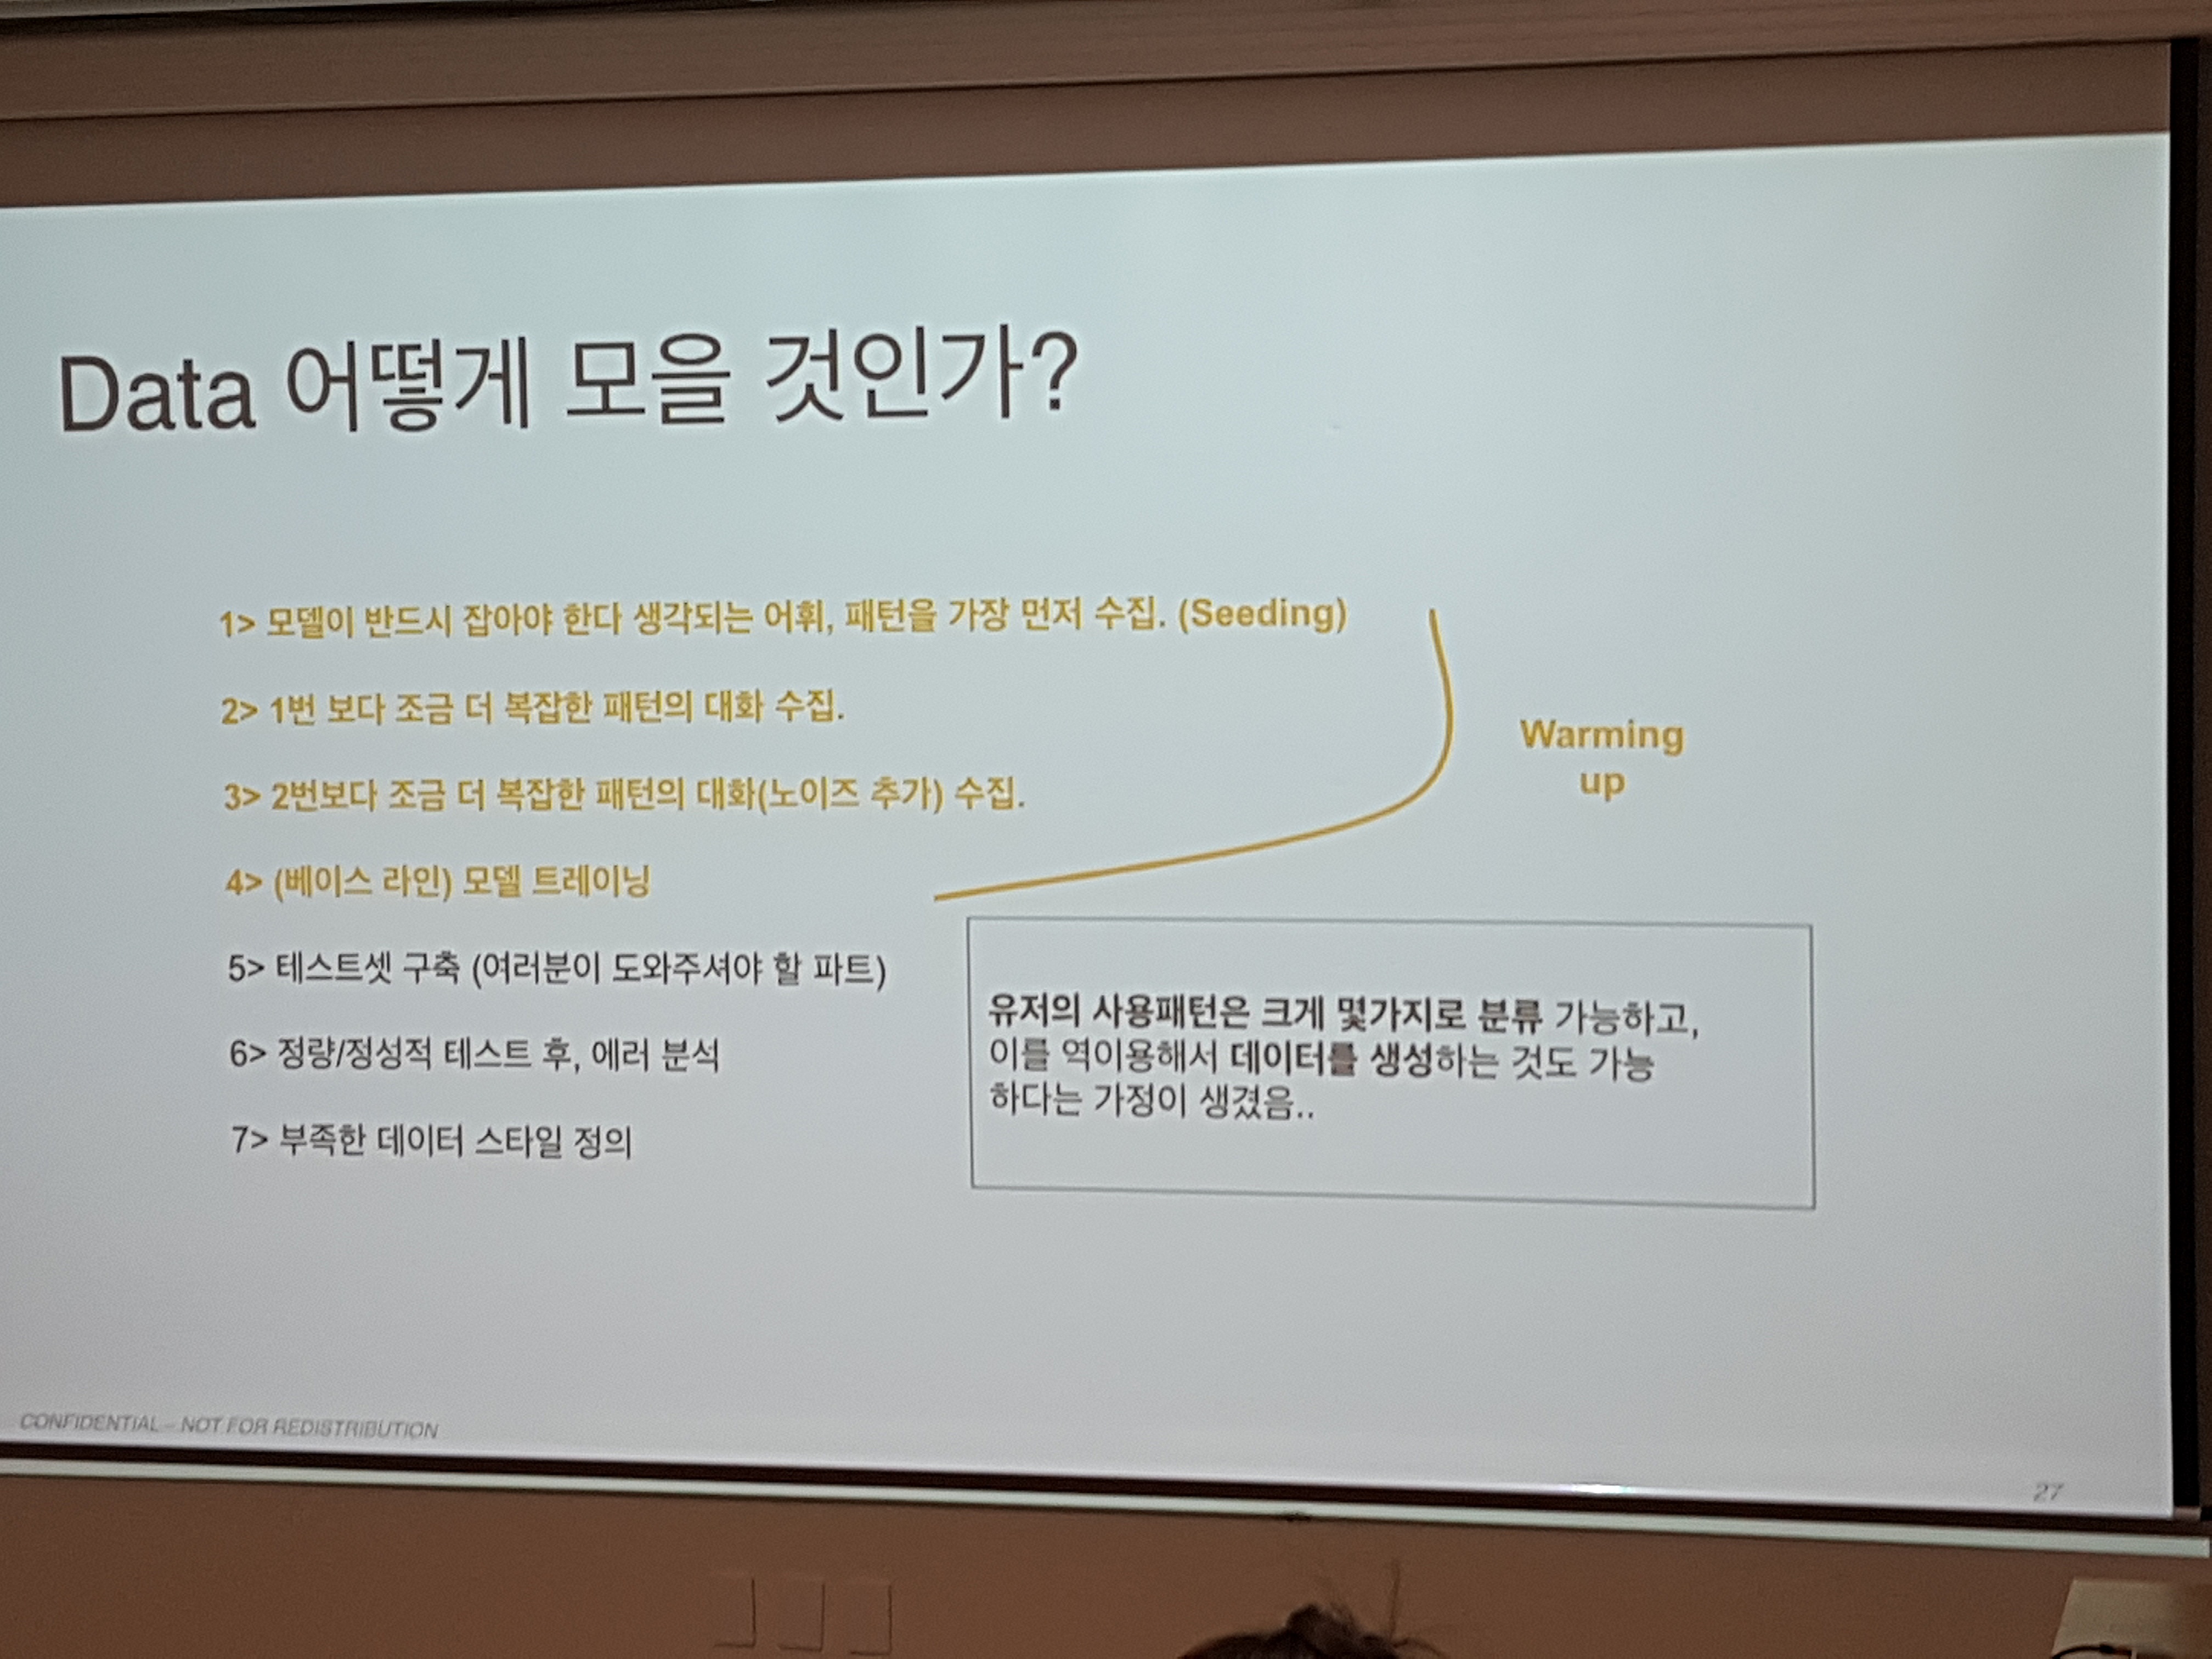 Data 어떻게 모을 것인가?
1> 모델이 반드시 잡아야 한다 생각되는 어휘, 패턴을 가장 먼저 수집. (Seeding)
2> 1번 보다 조금 더 복잡한 패턴의 대화 수집.
3> 2번보다 조금 더 복잡한 패턴의 대화(노이즈 추가) 수집.
4> (베이스 라인) 모델 트레이닝
Warming
up
5> 테스트셋 구축 (여러분이 도와주셔야 할 파트)
6> 정량/정성적 테스트 후, 에러 분석
7> 부족한 데이터 스타일 정의
유저의 사용패턴은 크게 몇가지로 분류 가능하고,
이를 역이용해서 데이터를 생성하는 것도 가능
하다는 가정이 생겼음..
CONFIDENTIAL – NOT FOR REDISTRIBUTION
27